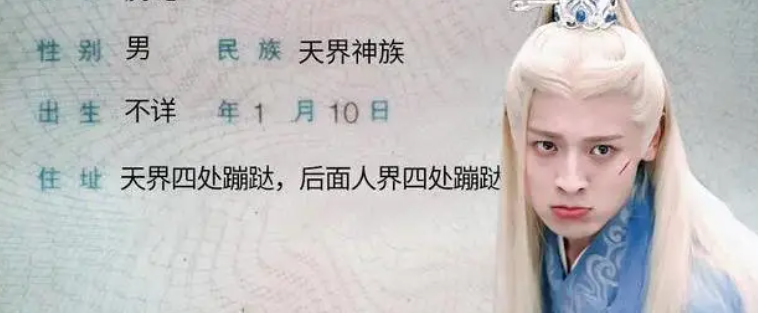 性别 男 民族 天界神族
出生 不详 年 1 月 10 日
住址 天界四处蹦跶，后面人界四处蹦跶